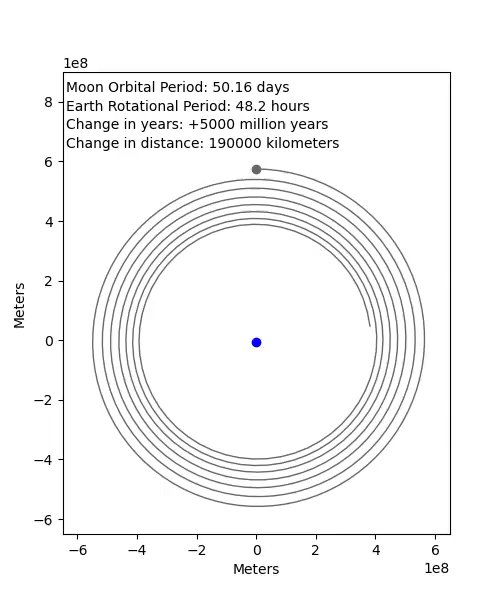 1e8
Moon Orbital Period: 50.16 days
Earth Rotational Period: 48.2 hours
Change in years: +5000 million years
Change in distance: 190000 kilometers
8
6
4
2
0
−2
−4
−6
Meters
−6 −4 −2 0 2 4 6
Meters
1e8